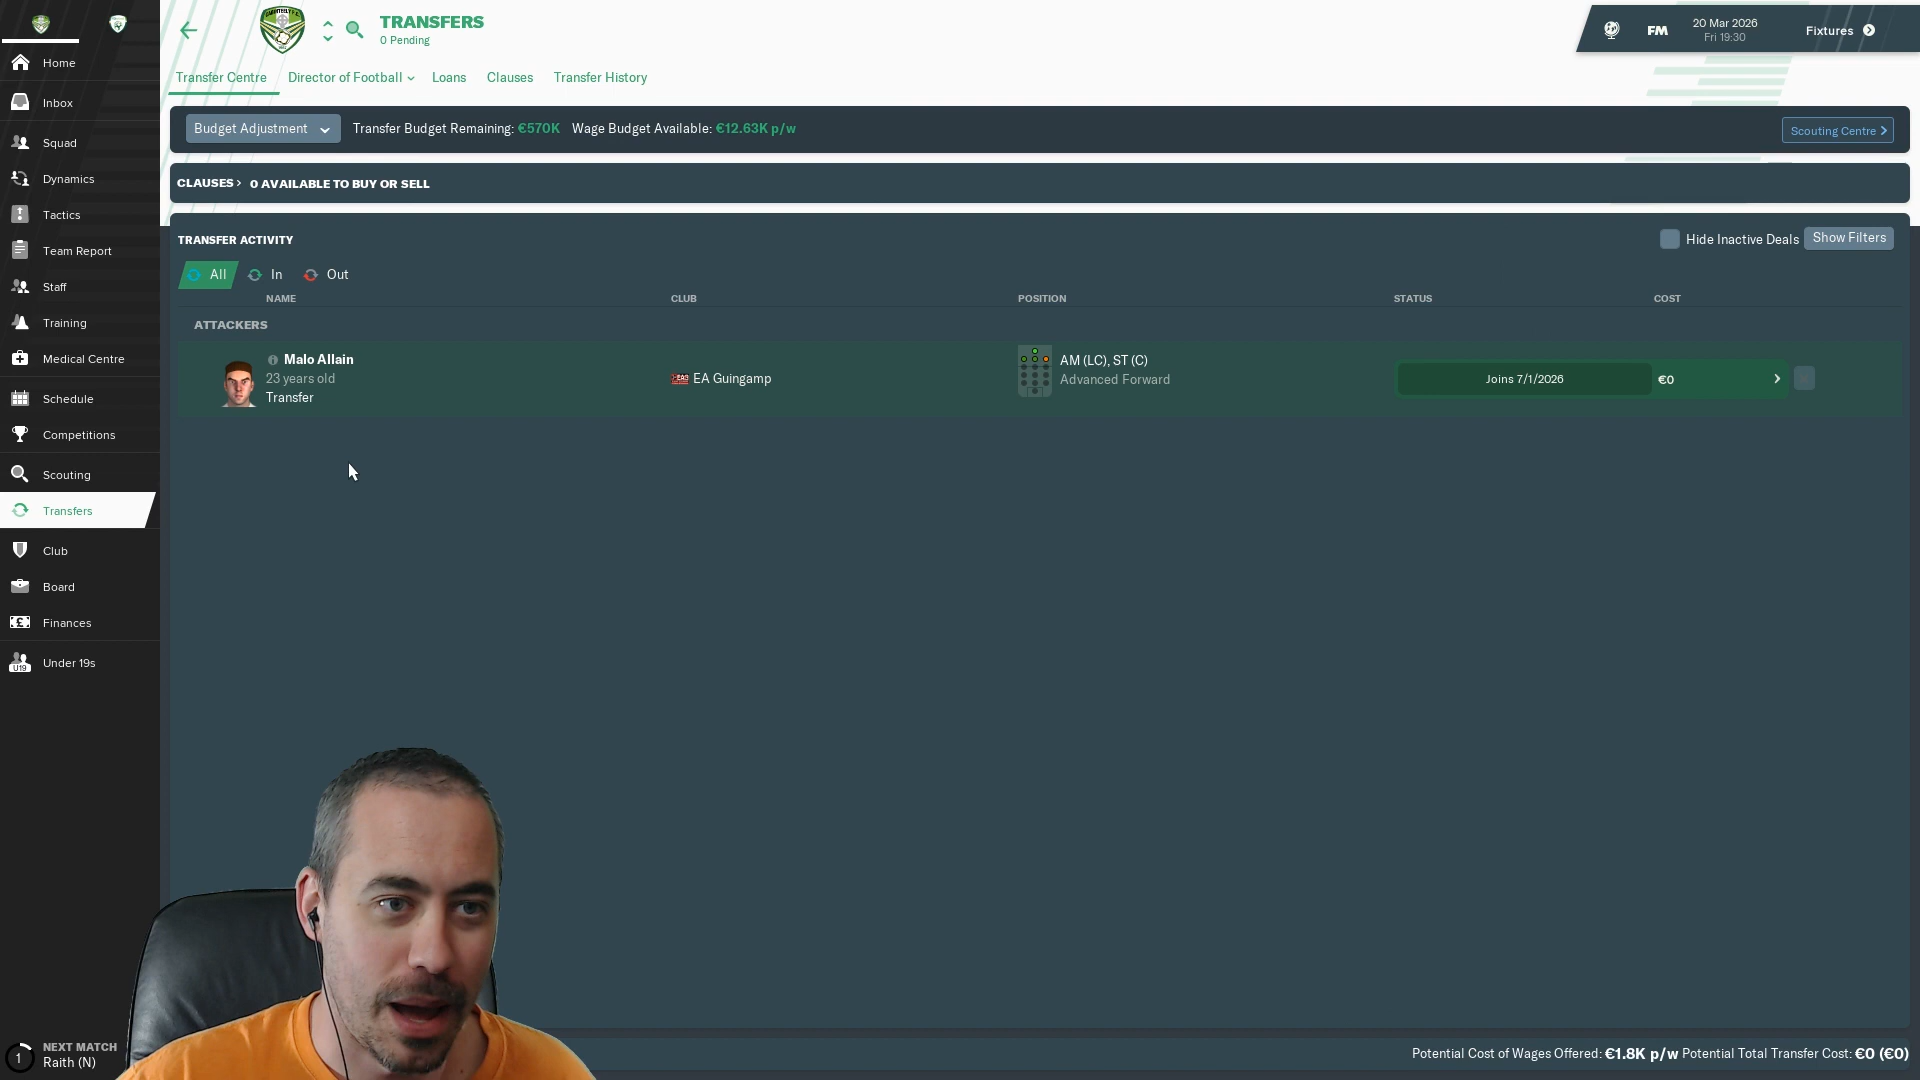 TRANSFERS
0 Pending
FM
20 Mar 2026
Fri 19:30
Fixtures
Home
Inbox
Squad
Dynamics
Tactics
Team Report
Staff
Training
Medical Centre
Schedule
Competitions
Scouting
Transfers
Club
Board
Finances
U19
Under 19s
NEXT MATCH
1
Raith (N)
Transfer Centre
Director of Football
Loans
Clauses
Transfer History
Budget Adjustment
Transfer Budget Remaining: €570K
Wage Budget Available: €12.63K p/w
Scouting Centre
CLAUSES
0 AVAILABLE TO BUY OR SELL
TRANSFER ACTIVITY
Hide Inactive Deals
Show Filters
All
In
Out
NAME
CLUB
POSITION
STATUS
COST
ATTACKERS
Malo Allain
23 years old
Transfer
EA Guingamp
AM (LC), ST (C)
Advanced Forward
Joins 7/1/2026
€0
Potential Cost of Wages Offered: €1.8K p/w Potential Total Transfer Cost: €0 (€0)